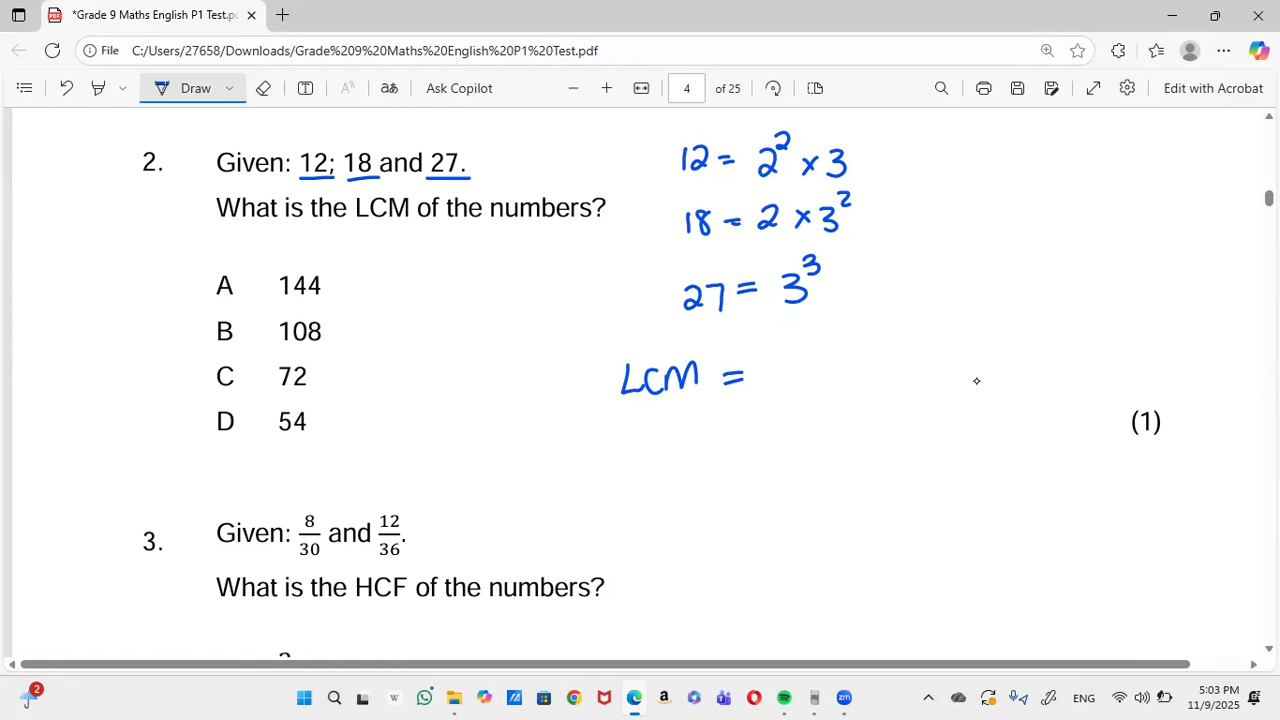 *Grade 9 Maths English P1 Test.pd
File C:/Users/27658/Downloads/Grade%209%20Maths%20English%20P1%20Test.pdf
Draw Ask Copilot 4 of 25 Edit with Acrobat
2. Given: 12; 18 and 27.
What is the LCM of the numbers?
A 144
B 108
C 72
D 54
(1)
12 = 2² × 3
18 = 2 × 3²
27 = 3³
LCM =
3. Given: 8/30 and 12/36.
What is the HCF of the numbers?
2 ENG 5:03 PM
11/9/2025